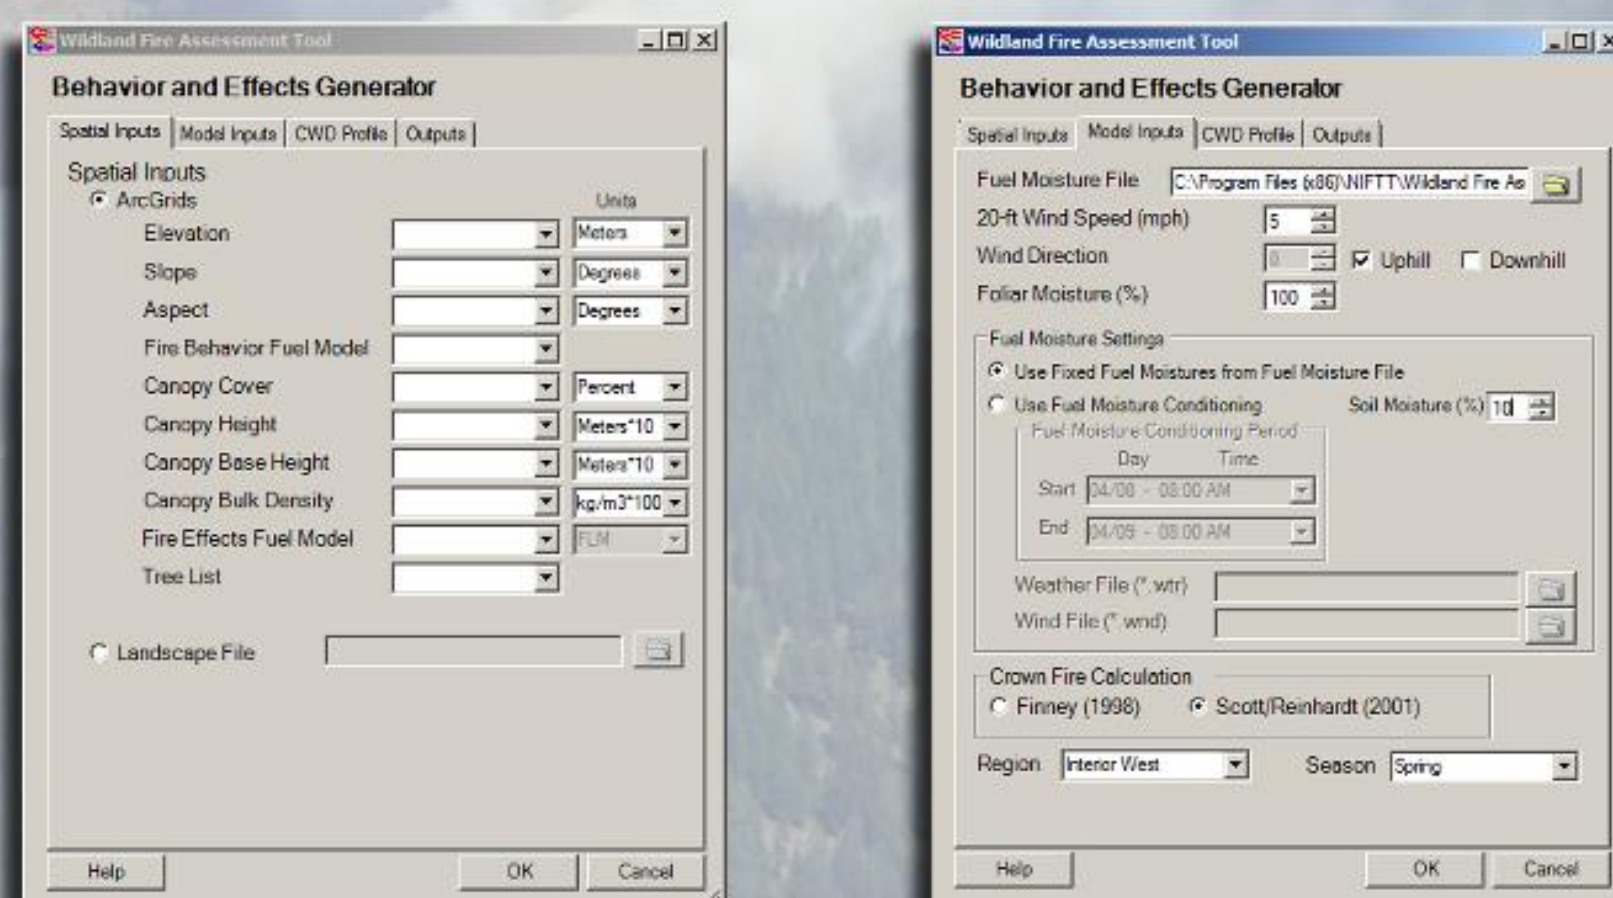 Wildland Fire Assessment Tool
Behavior and Effects Generator
Spatial Inputs Model Inputs CWD Profile Outputs
Spatial Inputs
ArcGrids Units
Elevation Meters
Slope Degrees
Aspect Degrees
Fire Behavior Fuel Model
Canopy Cover Percent
Canopy Height Meters*10
Canopy Base Height Meters*10
Canopy Bulk Density kg/m3*100
Fire Effects Fuel Model FLM
Tree List
Landscape File
Help OK Cancel
Wildland Fire Assessment Tool
Behavior and Effects Generator
Spatial Inputs Model Inputs CWD Profile Outputs
Fuel Moisture File C:\Program Files (x86)\NIFTT\Wildland Fire As
20-ft Wind Speed (mph) 5
Wind Direction 0 Uphill Downhill
Foliar Moisture (%) 100
Fuel Moisture Settings
Use Fixed Fuel Moistures from Fuel Moisture File
Use Fuel Moisture Conditioning Soil Moisture (%) 10
Fuel Moisture Conditioning Period
Day Time
Start 04/08 - 08:00 AM
End 04/09 - 08:00 AM
Weather File (*.wtr)
Wind File (*.wnd)
Crown Fire Calculation
Finney (1998) Scott/Reinhardt (2001)
Region Interior West Season Spring
Help OK Cancel